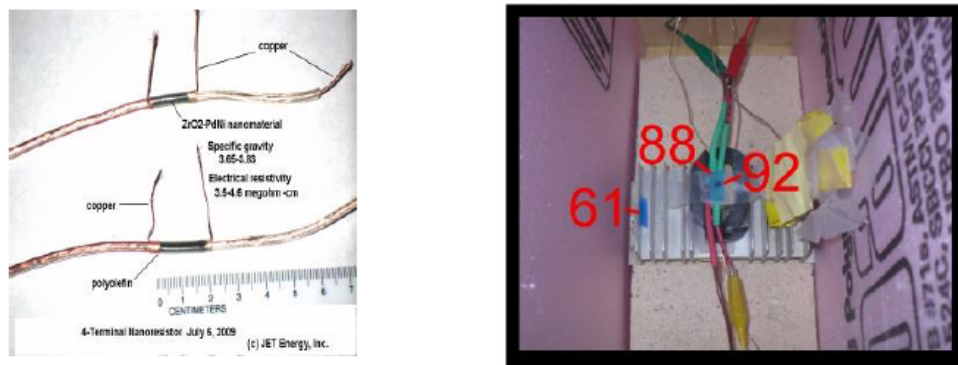 copper
ZrO2-PdNi nanomaterial
Specific gravity
3.65-3.83
Electrical resistivity
3.5-4.6 megohm-cm
copper
polyolefin
0 1 2 3 4 5 6 7
CENTIMETERS
4-Terminal Nanoresistor July 6, 2009
(c) JET Energy, Inc.
88
92
61